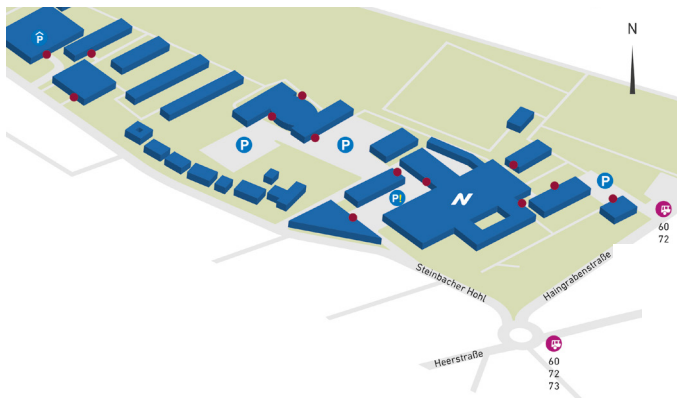 N
P
P
P
P!
P
N
60
72
Steinbacher Hohl
Haingrabenstraße
Heerstraße
60
72
73